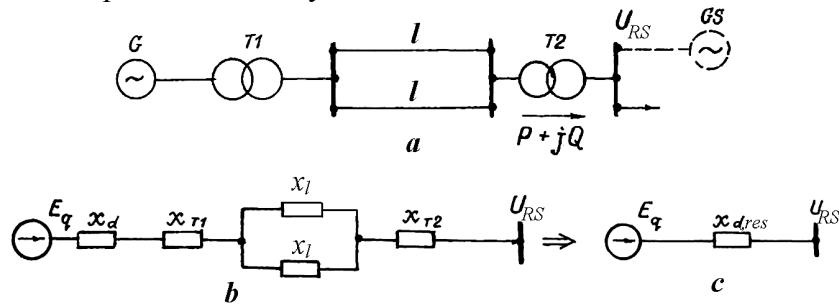 G
T1
l
T2
U_RS
GS
~
~
l
P + jQ
a
E_q
x_d
x_T1
x_l
x_T2
U_RS
⇒
E_q
x_d.res
U_RS
x_l
b
c